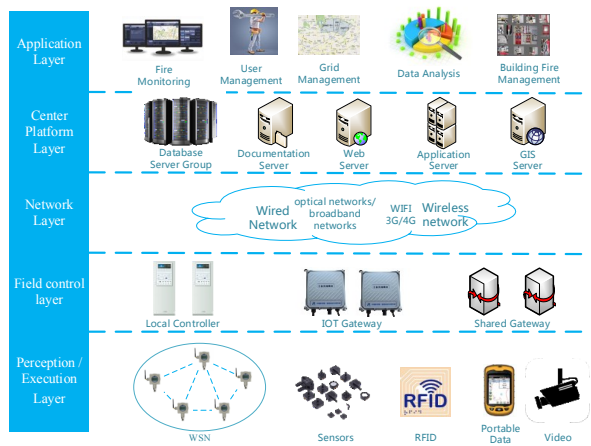 Application
Layer
Fire
Monitoring
User
Management
Grid
Management
Data Analysis
Building Fire
Management
Center
Platform
Layer
Database
Server Group
Documentation
Server
Web
Server
Application
Server
GIS
Server
Network
Layer
Wired
Network
optical networks/
broadband
networks
WIFI
3G/4G
Wireless
network
Field control
layer
Local Controller
IOT Gateway
Shared Gateway
Perception /
Execution
Layer
WSN
Sensors
RFID
RFID
Portable
Data
Video